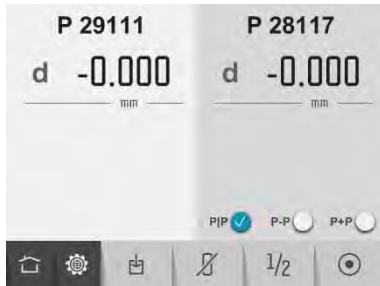 P 29111 P 28117
d -0.000 d -0.000
mm mm
P|P P-P P+P
1/2